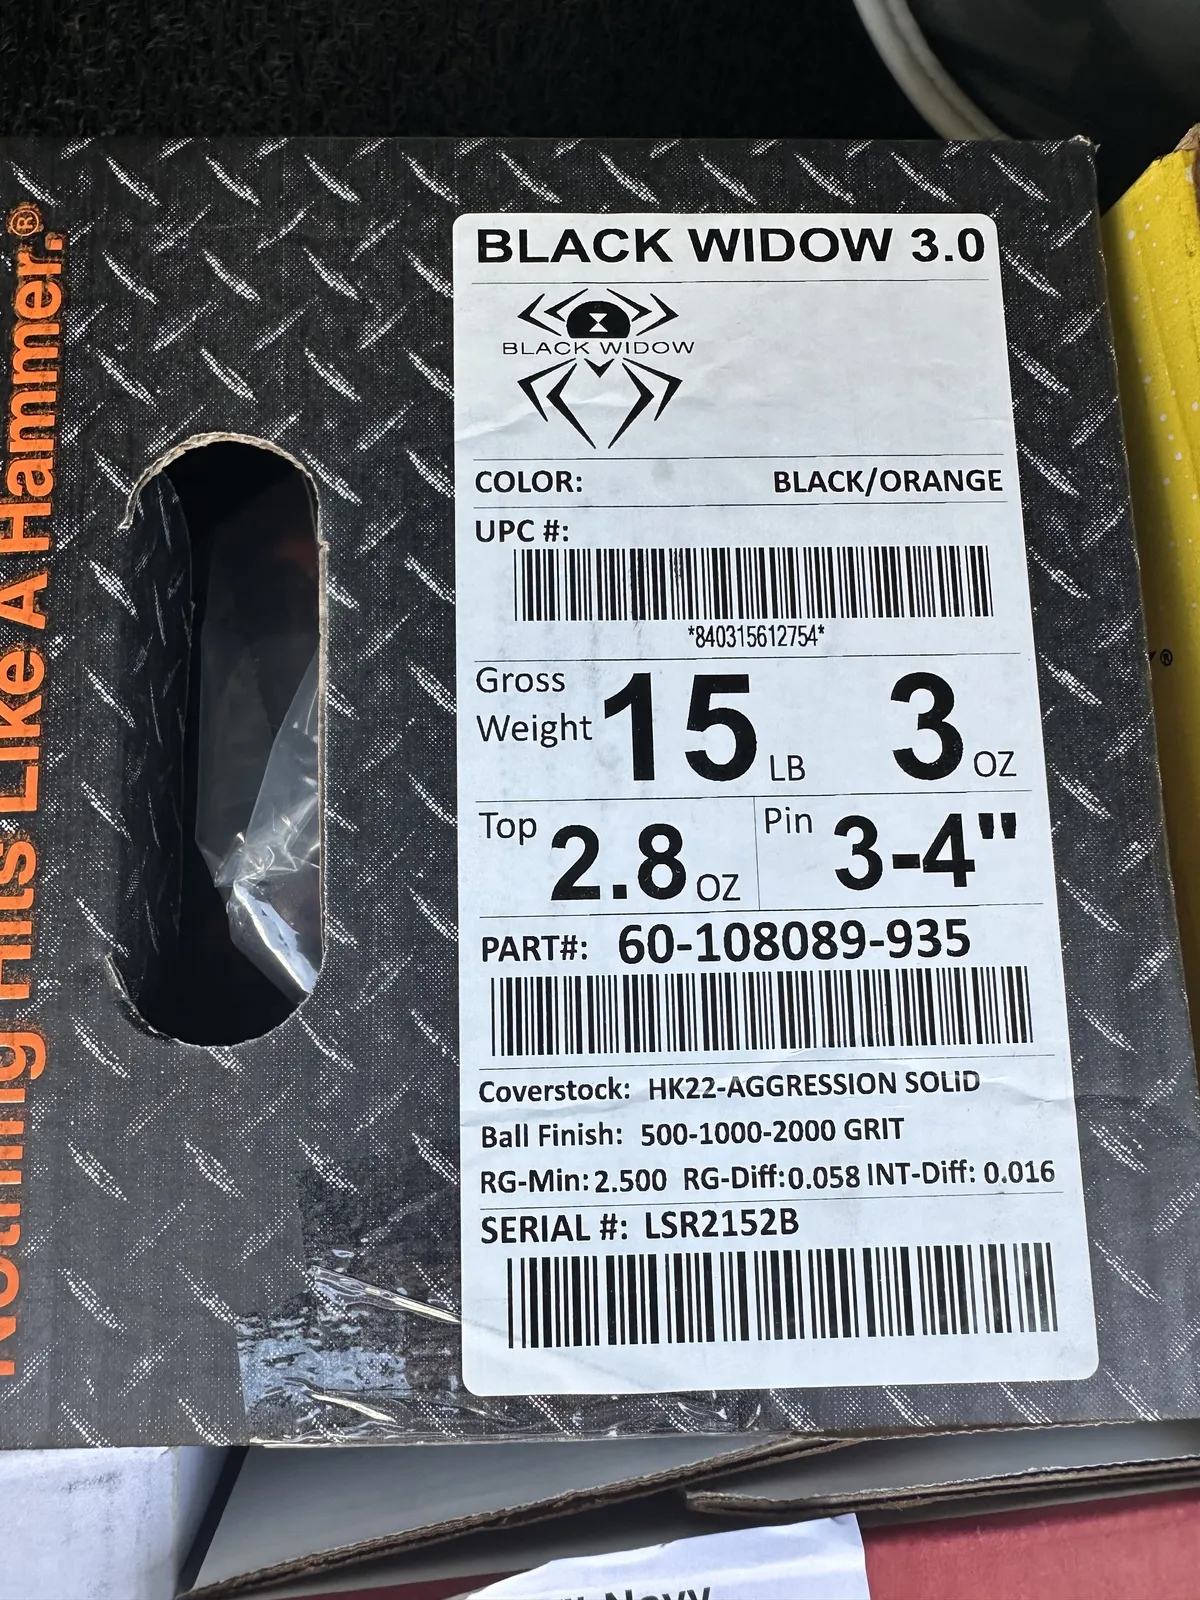 Nothing Hits Like A Hammer.®
BLACK WIDOW 3.0
BLACK WIDOW
COLOR: BLACK/ORANGE
UPC #:
*840315612754*
Gross Weight 15 LB 3 OZ
Top 2.8 OZ Pin 3-4"
PART#: 60-108089-935
Coverstock: HK22-AGGRESSION SOLID
Ball Finish: 500-1000-2000 GRIT
RG-Min: 2.500 RG-Diff: 0.058 INT-Diff: 0.016
SERIAL #: LSR2152B
®
Navy